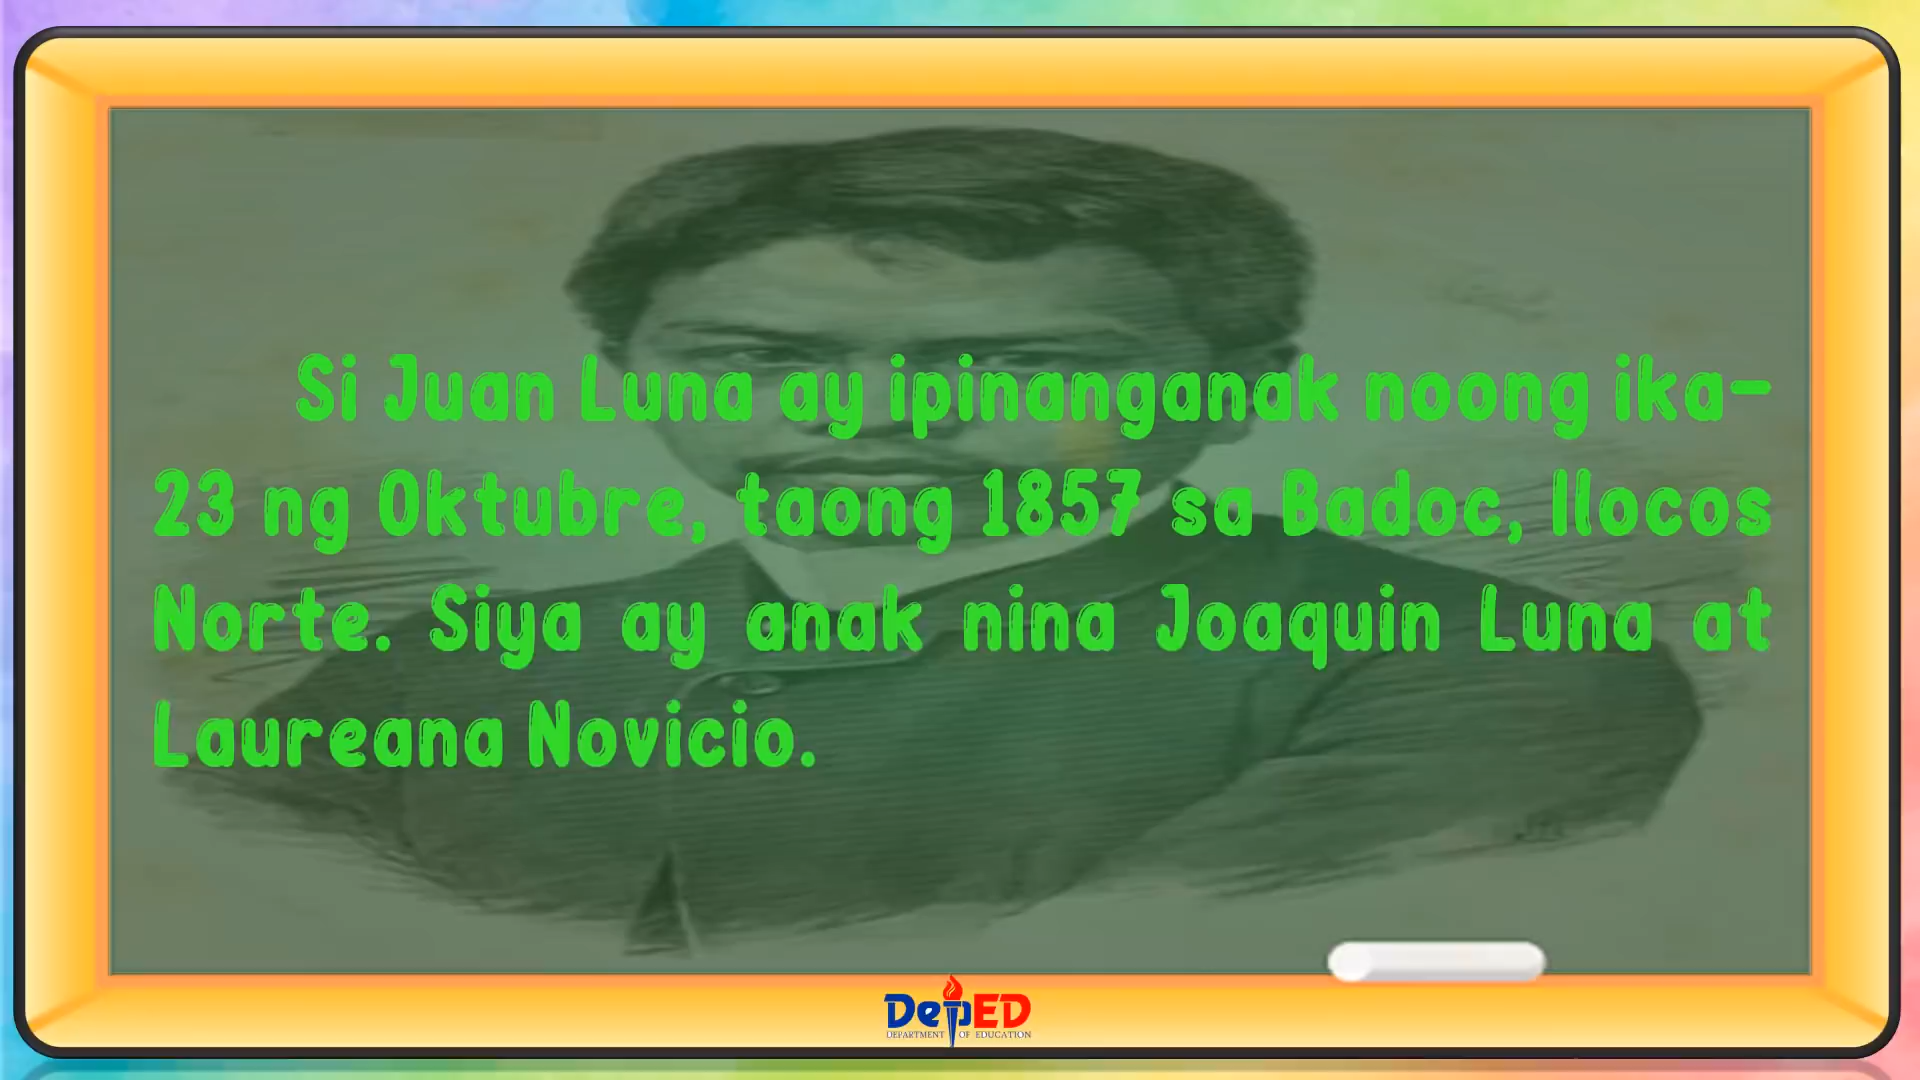 Si Juan Luna ay ipinanganak noong ika-
23 ng Oktubre, taong 1857 sa Badoc, Ilocos
Norte. Siya ay anak nina Joaquin Luna at
Laureana Novicio.
DepED
DEPARTMENT OF EDUCATION